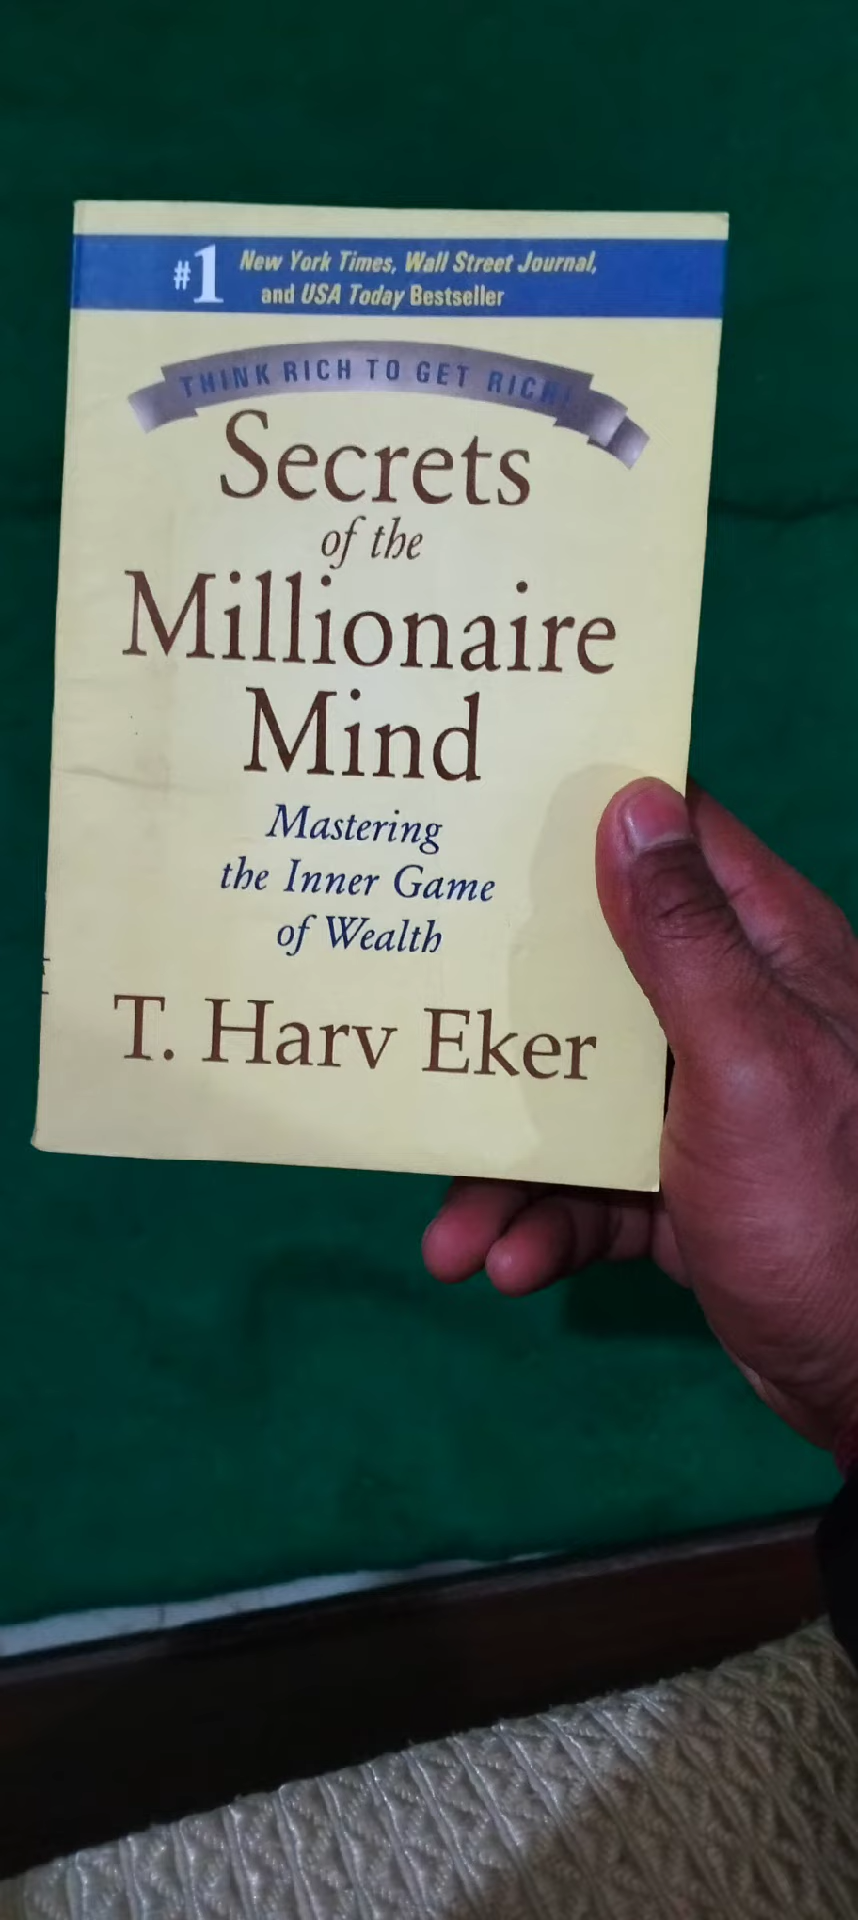 #1 New York Times, Wall Street Journal,
and USA Today Bestseller
THINK RICH TO GET RICH!
Secrets
of the
Millionaire
Mind
Mastering
the Inner Game
of Wealth
T. Harv Eker